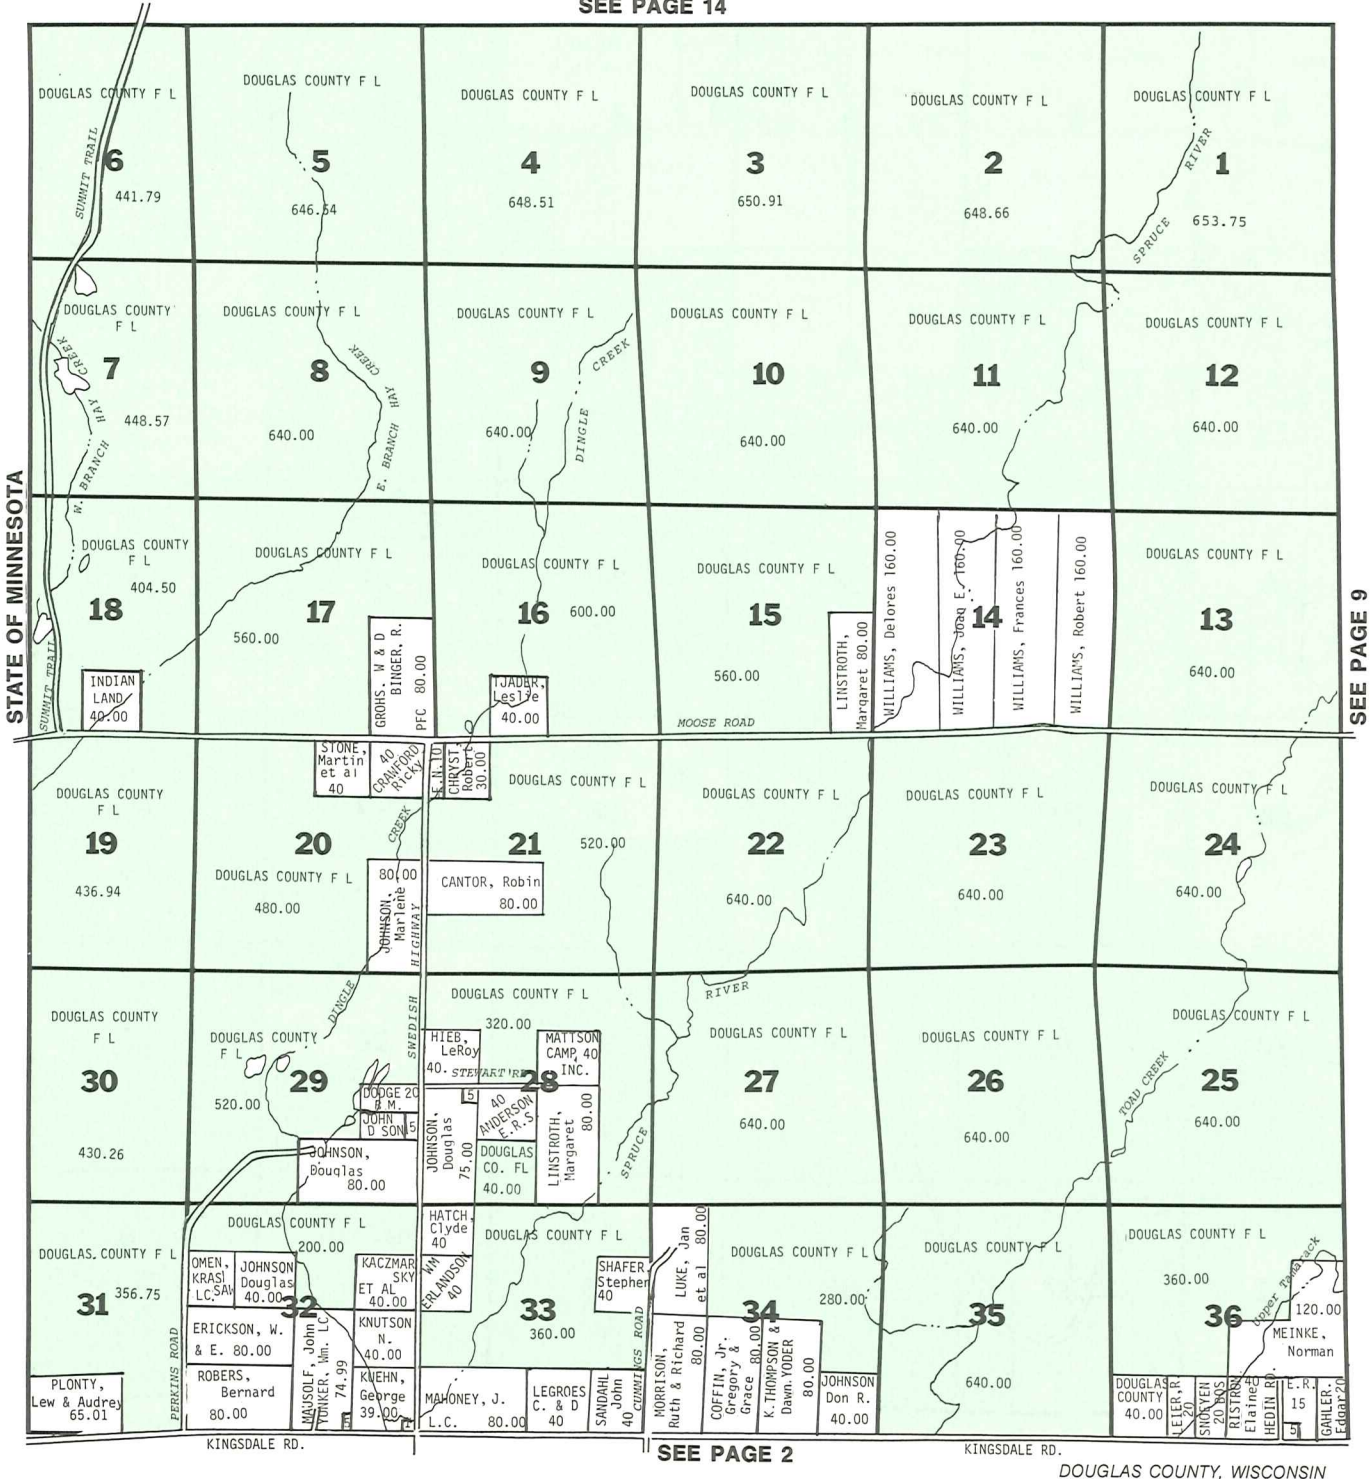 SEE PAGE 14
STATE OF MINNESOTA
SEE PAGE 9
DOUGLAS COUNTY F L
6
441.79
SUMMIT TRAIL
DOUGLAS COUNTY F L
5
646.54
DOUGLAS COUNTY F L
4
648.51
DOUGLAS COUNTY F L
3
650.91
DOUGLAS COUNTY F L
2
648.66
DOUGLAS COUNTY F L
1
653.75
SPRUCE RIVER
DOUGLAS COUNTY
F L
7
448.57
W. BRANCH HAY CREEK
DOUGLAS COUNTY F L
8
640.00
E. BRANCH HAY CREEK
DOUGLAS COUNTY F L
9
640.00
DINGLE CREEK
DOUGLAS COUNTY F L
10
640.00
DOUGLAS COUNTY F L
11
640.00
DOUGLAS COUNTY F L
12
640.00
DOUGLAS COUNTY
F L
404.50
18
SUMMIT TRAIL
INDIAN
LAND
40.00
DOUGLAS COUNTY F L
17
560.00
GROHS. W & D
BINGER, R.
PFC 80.00
DOUGLAS COUNTY F L
16
600.00
TJADER,
Leslie
40.00
DOUGLAS COUNTY F L
15
560.00
LINSTROTH,
Margaret 80.00
MOOSE ROAD
WILLIAMS, Delores 160.00
WILLIAMS, Joan E. 160.00
14
WILLIAMS, Frances 160.00
WILLIAMS, Robert 160.00
DOUGLAS COUNTY F L
13
640.00
DOUGLAS COUNTY
F L
19
436.94
STONE,
Martin
et al
40
40
CRAWFORD
Ricky
20
DOUGLAS COUNTY F L
480.00
CREEK
80.00
JOHNSON,
Marlene
SWEDISH HIGHWAY
E.N.10
CHRYST,
Robert
30.00
DOUGLAS COUNTY F L
21
520.00
CANTOR, Robin
80.00
DOUGLAS COUNTY F L
22
640.00
DOUGLAS COUNTY F L
23
640.00
DOUGLAS COUNTY F L
24
640.00
DOUGLAS COUNTY
F L
30
430.26
DOUGLAS COUNTY
F L
29
520.00
DINGLE
DODGE 20
R M.
JOHN
D SON
5
JOHNSON,
Douglas
80.00
DOUGLAS COUNTY F L
320.00
HIEB,
LeRoy
40.
STEWART RD
28
MATTSON
CAMP, 40
INC.
JOHNSON,
Douglas
75.00
5
40
ANDERSON
E.R.S.
DOUGLAS
CO. FL
40.00
LINSTROTH,
Margaret
80.00
SPRUCE
RIVER
DOUGLAS COUNTY F L
27
640.00
DOUGLAS COUNTY F L
26
640.00
DOUGLAS COUNTY F L
25
640.00
TOAD CREEK
DOUGLAS COUNTY F L
31
356.75
PERKINS ROAD
PLONTY,
Lew & Audrey
65.01
DOUGLAS COUNTY F L
200.00
OMEN,
KRAS
LC.
JOHNSON
Douglas
40.00
32
KACZMAR
SKY
ET AL
40.00
ERICKSON, W.
& E. 80.00
KNUTSON
N.
40.00
ROBERS,
Bernard
80.00
MAJSOLF, John
YUNKER, Wm. LC
74.99
KUEHN,
George
39.00
HATCH,
Clyde
40
WM
ERLANDSON
40
DOUGLAS COUNTY F L
33
360.00
SHAFER,
Stephen
40
MAHONEY, J.
L.C. 80.00
LEGROES
C. & D
40
SANDAHL
John
40
CUNNINGS ROAD
LUKE, Jan
et al 80.00
DOUGLAS COUNTY F L
280.00
34
MORRISON,
Ruth & Richard
80.00
COFFIN, Jr.
Gregory &
Grace 80.00
K.THOMPSON &
Dawn.YODER
80.00
JOHNSON
Don R.
40.00
DOUGLAS COUNTY F L
35
640.00
DOUGLAS COUNTY F L
360.00
36
Upper Tamarack
120.00
MEINKE,
Norman
DOUGLAS
COUNTY
40.00
LEIER,R.
20
SNOEYEN
20
RISTROM
Elaine 40
HEDIN RD
E.R.
15
5
GAHLER,
Edgar 20
KINGSDALE RD.
SEE PAGE 2
KINGSDALE RD.
DOUGLAS COUNTY, WISCONSIN